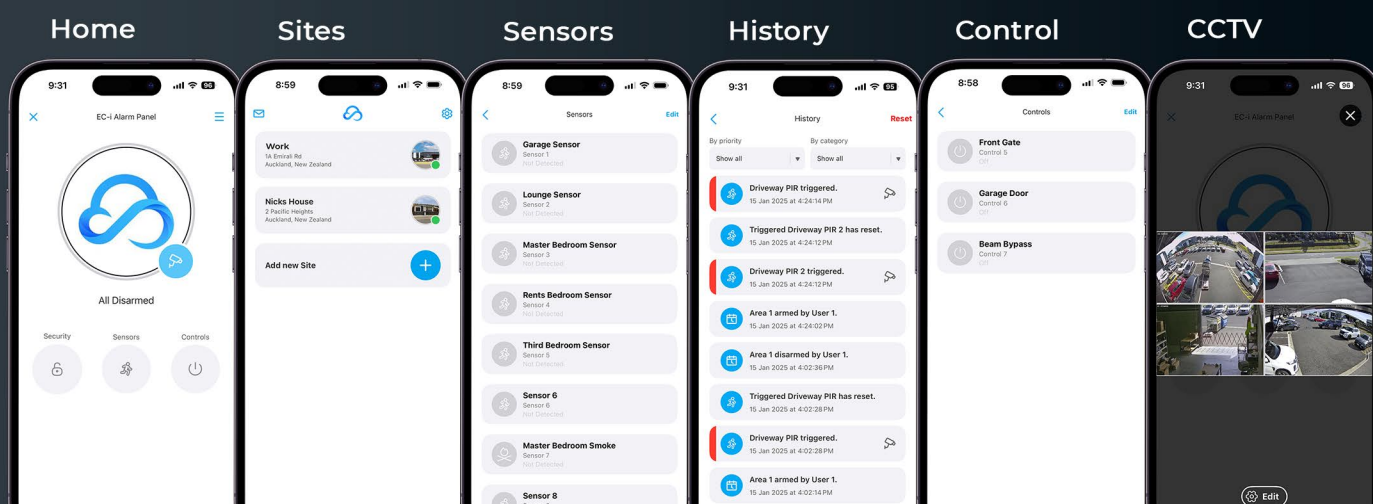 Home
Sites
Sensors
History
Control
CCTV
9:31
96
EC-i Alarm Panel
All Disarmed
Security
Sensors
Controls
8:59
Work
1A Emirali Rd
Auckland, New Zealand
Nicks House
2 Pacific Heights
Auckland, New Zealand
Add new Site
8:59
Sensors
Edit
Garage Sensor
Sensor 1
Not Detected
Lounge Sensor
Sensor 2
Not Detected
Master Bedroom Sensor
Sensor 3
Not Detected
Rents Bedroom Sensor
Sensor 4
Not Detected
Third Bedroom Sensor
Sensor 5
Not Detected
Sensor 6
Sensor 6
Not Detected
Master Bedroom Smoke
Sensor 7
Not Detected
Sensor 8
9:31
95
History
Reset
By priority
By category
Show all
Show all
Driveway PIR triggered.
15 Jan 2025 at 4:24:14 PM
Triggered Driveway PIR 2 has reset.
15 Jan 2025 at 4:24:12 PM
Driveway PIR 2 triggered.
15 Jan 2025 at 4:24:12 PM
Area 1 armed by User 1.
15 Jan 2025 at 4:24:02 PM
Area 1 disarmed by User 1.
15 Jan 2025 at 4:02:36 PM
Triggered Driveway PIR has reset.
15 Jan 2025 at 4:02:28 PM
Driveway PIR triggered.
15 Jan 2025 at 4:02:28 PM
Area 1 armed by User 1.
15 Jan 2025 at 4:02:14 PM
8:58
Controls
Edit
Front Gate
Control 5
Off
Garage Door
Control 6
Off
Beam Bypass
Control 7
Off
9:31
96
EC-i Alarm Panel
Edit